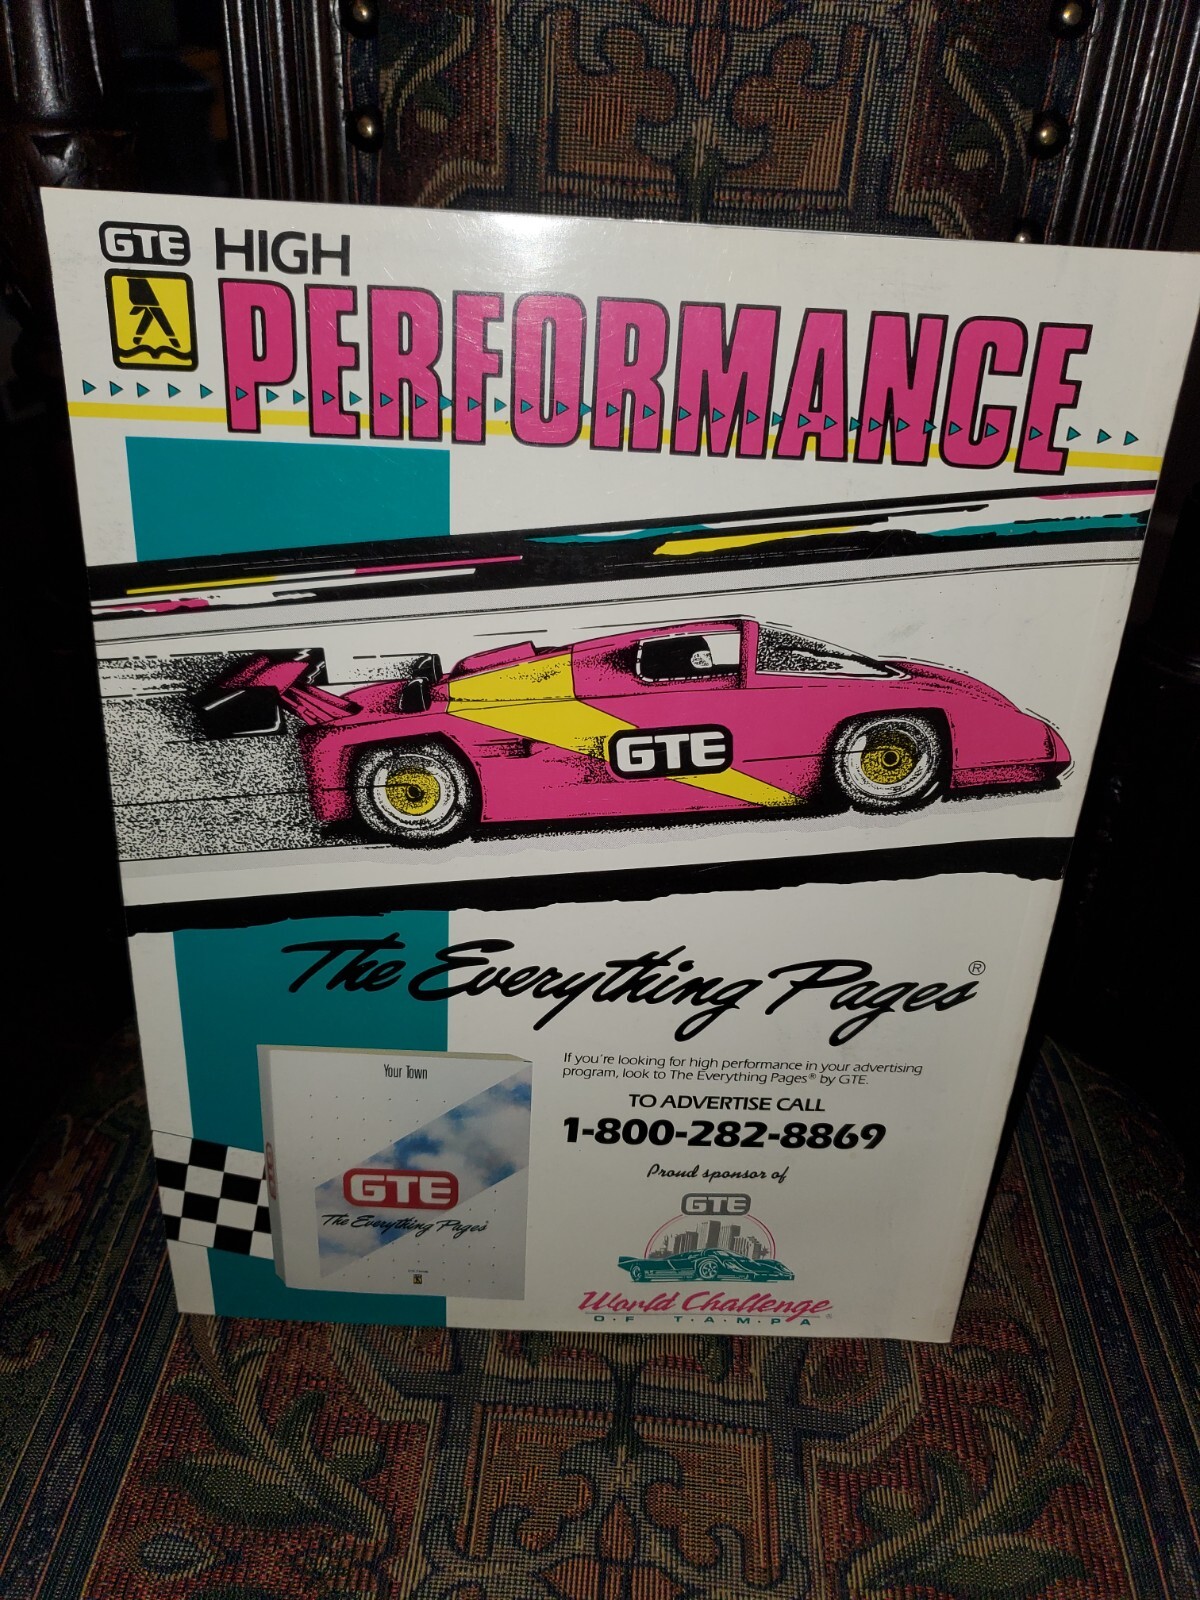 GTE HIGH
PERFORMANCE
GTE
The Everything Pages®
If you're looking for high performance in your advertising
program, look to The Everything Pages® by GTE.
TO ADVERTISE CALL
1-800-282-8869
Proud sponsor of
GTE
World Challenge
O·F T·A·M·P·A
Your Town
GTE
The Everything Pages